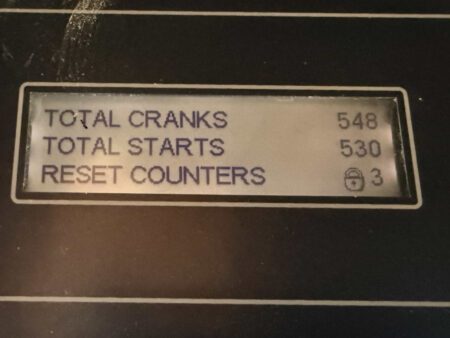 TOTAL CRANKS 548
TOTAL STARTS 530
RESET COUNTERS 3